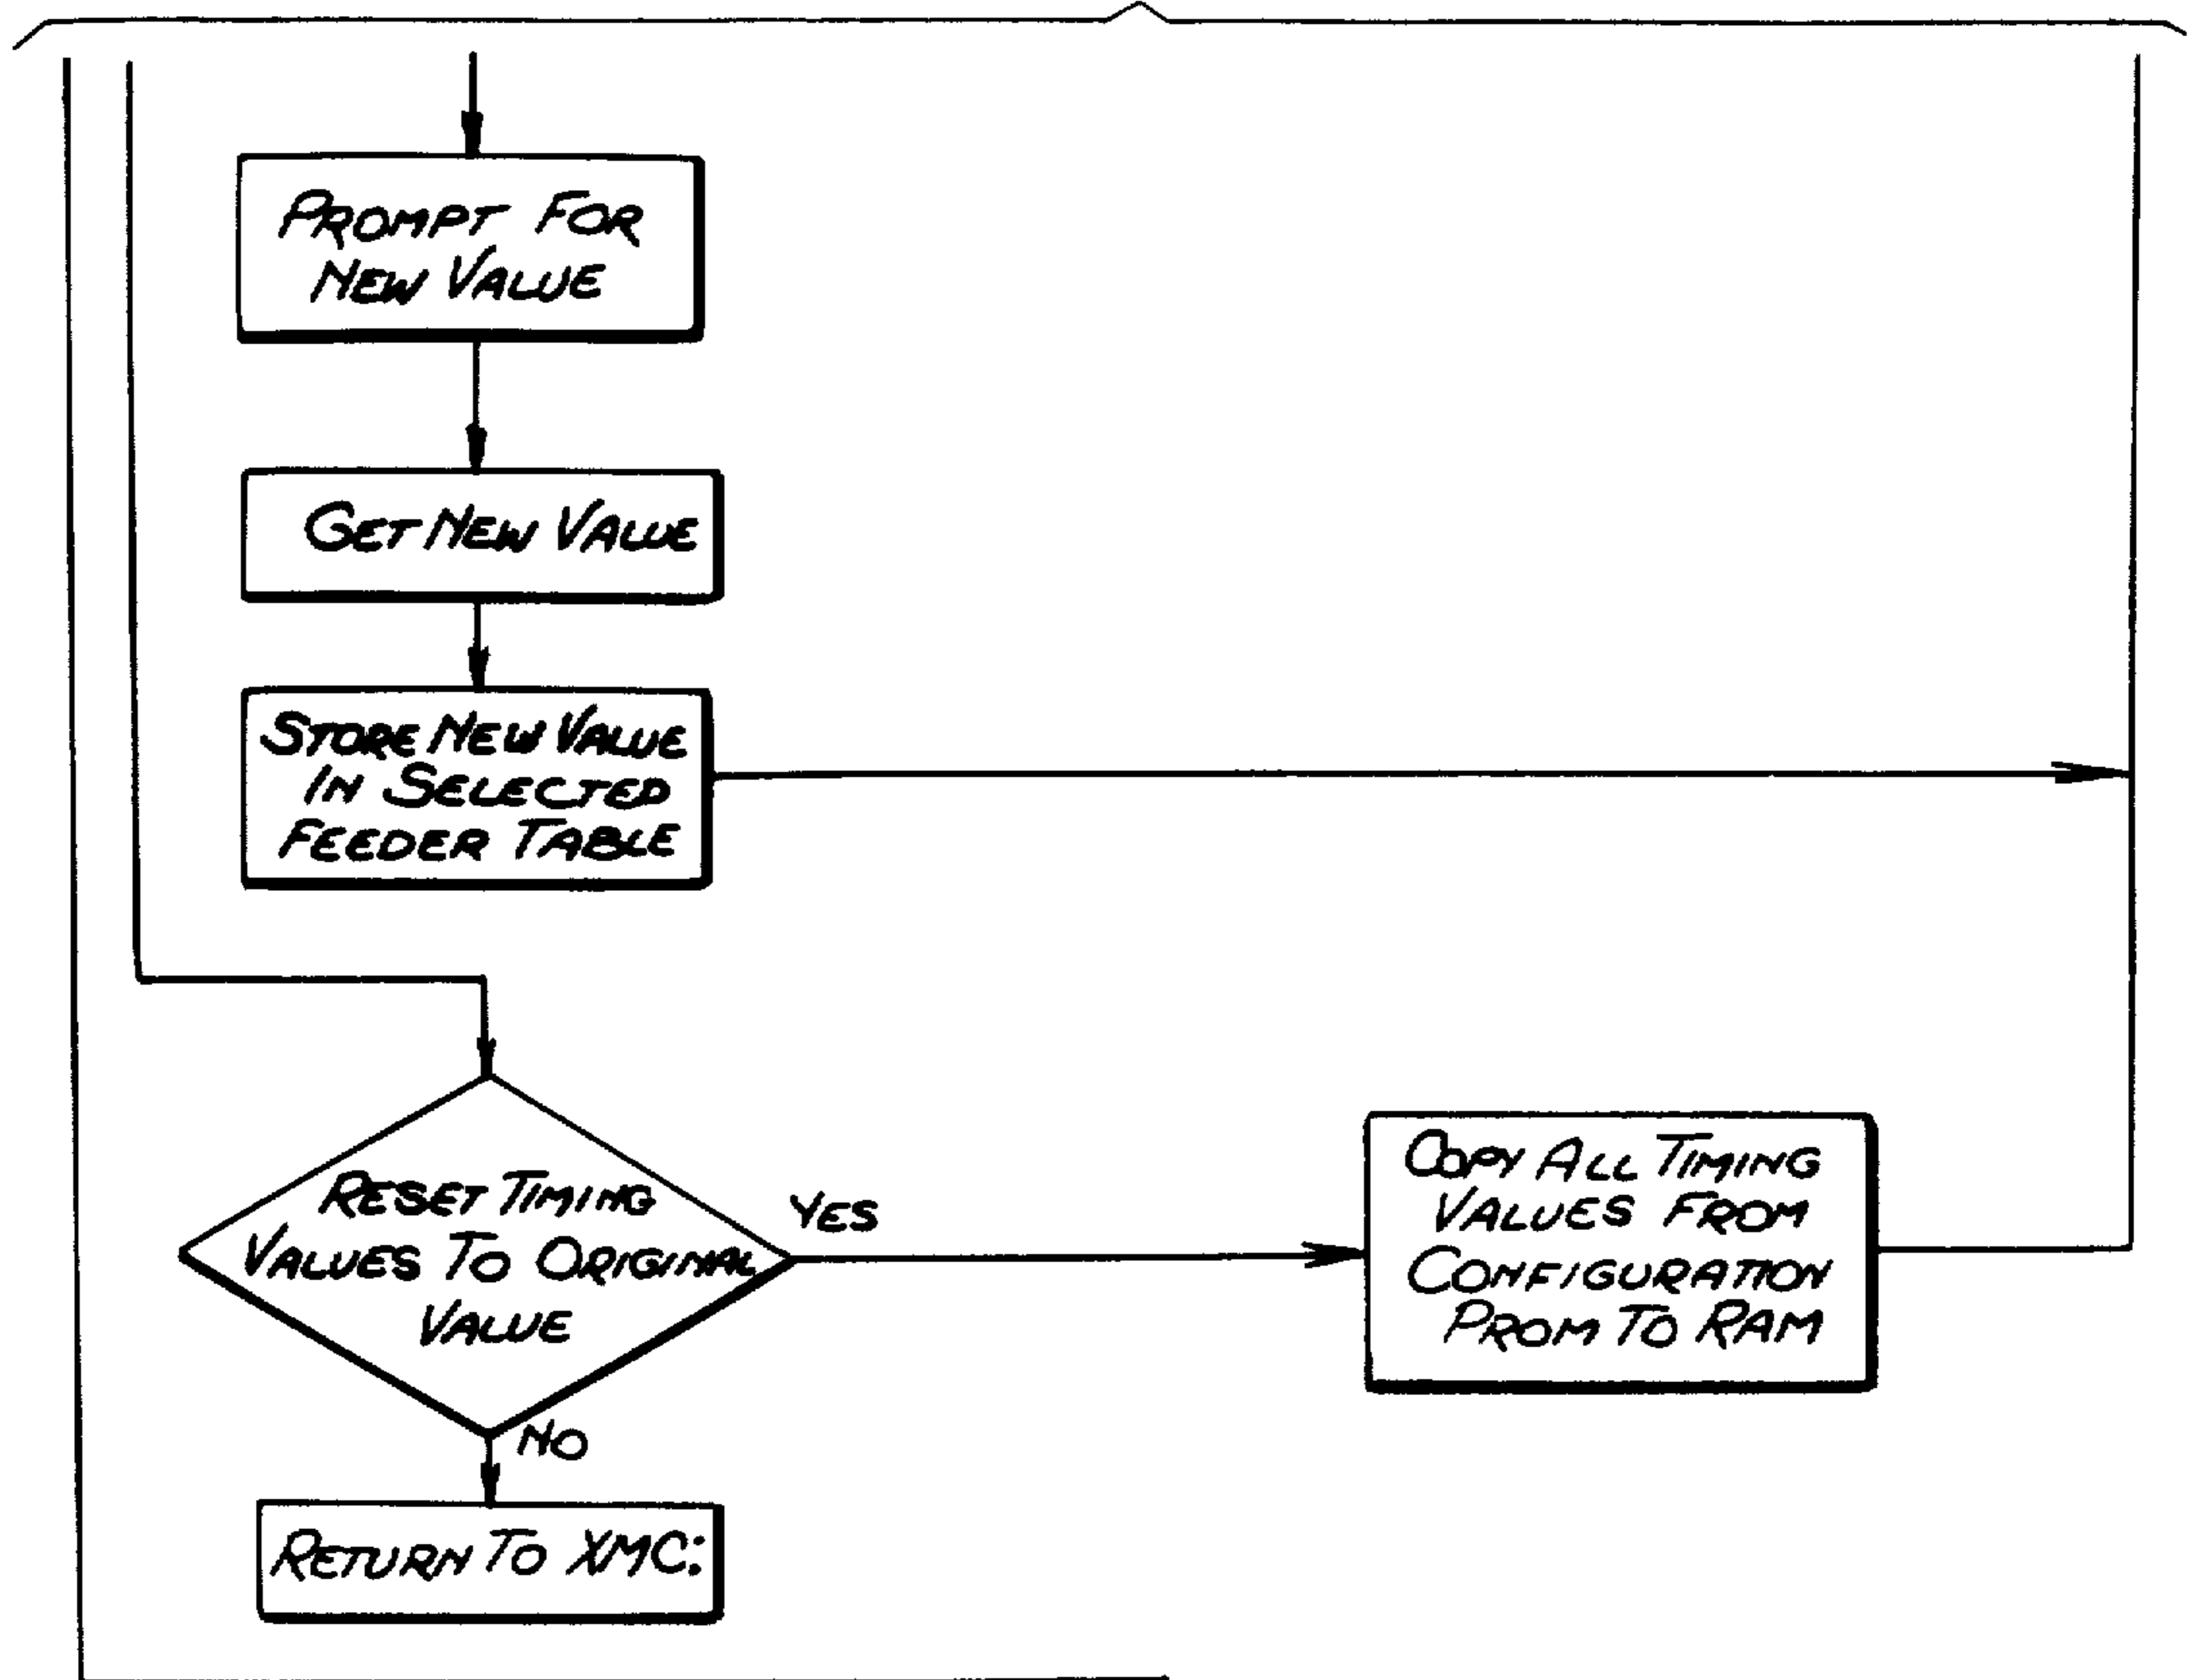 PROMPT FOR
NEW VALUE
GET NEW VALUE
STORE NEW VALUE
IN SELECTED
FEEDER TABLE
RESET TIMING
VALUES TO ORIGINAL
VALUE
YES
COPY ALL TIMING
VALUES FROM
CONFIGURATION
PROM TO RAM
NO
RETURN TO XMC: